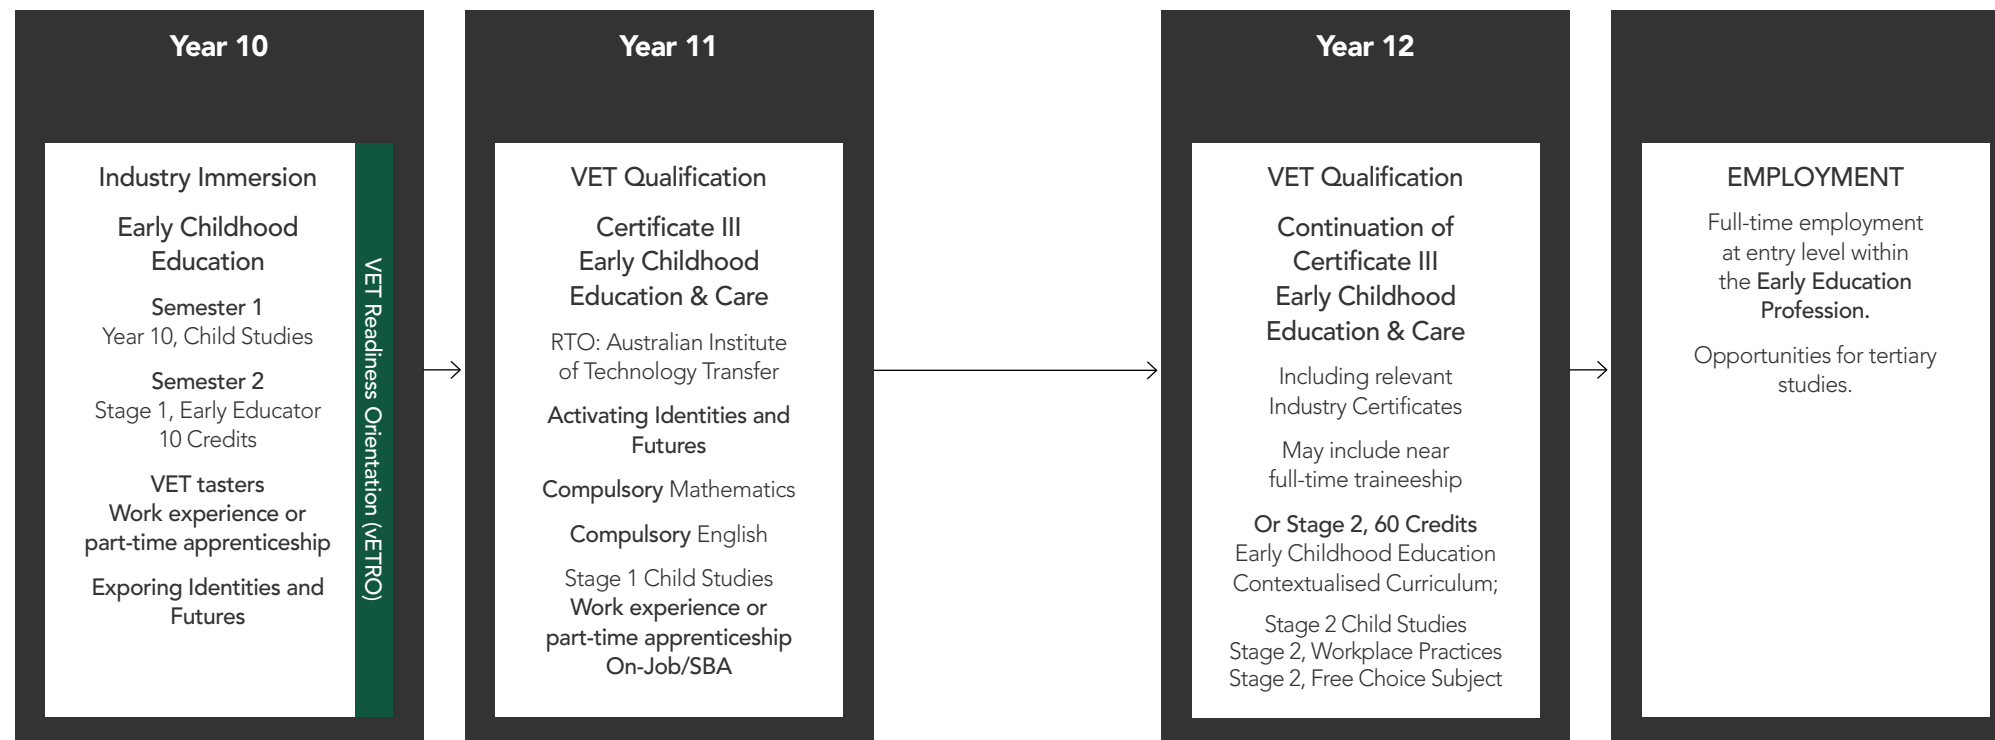 Year 10
Industry Immersion
Early Childhood
Education
Semester 1
Year 10, Child Studies
Semester 2
Stage 1, Early Educator
10 Credits
VET tasters
Work experience or
part-time apprenticeship
Exporing Identities and
Futures
VET Readiness Orientation (vETRO)
Year 11
VET Qualification
Certificate III
Early Childhood
Education & Care
RTO: Australian Institute
of Technology Transfer
Activating Identities and
Futures
Compulsory Mathematics
Compulsory English
Stage 1 Child Studies
Work experience or
part-time apprenticeship
On-Job/SBA
Year 12
VET Qualification
Continuation of
Certificate III
Early Childhood
Education & Care
Including relevant
Industry Certificates
May include near
full-time traineeship
Or Stage 2, 60 Credits
Early Childhood Education
Contextualised Curriculum;
Stage 2 Child Studies
Stage 2, Workplace Practices
Stage 2, Free Choice Subject
EMPLOYMENT
Full-time employment
at entry level within
the Early Education
Profession.
Opportunities for tertiary
studies.